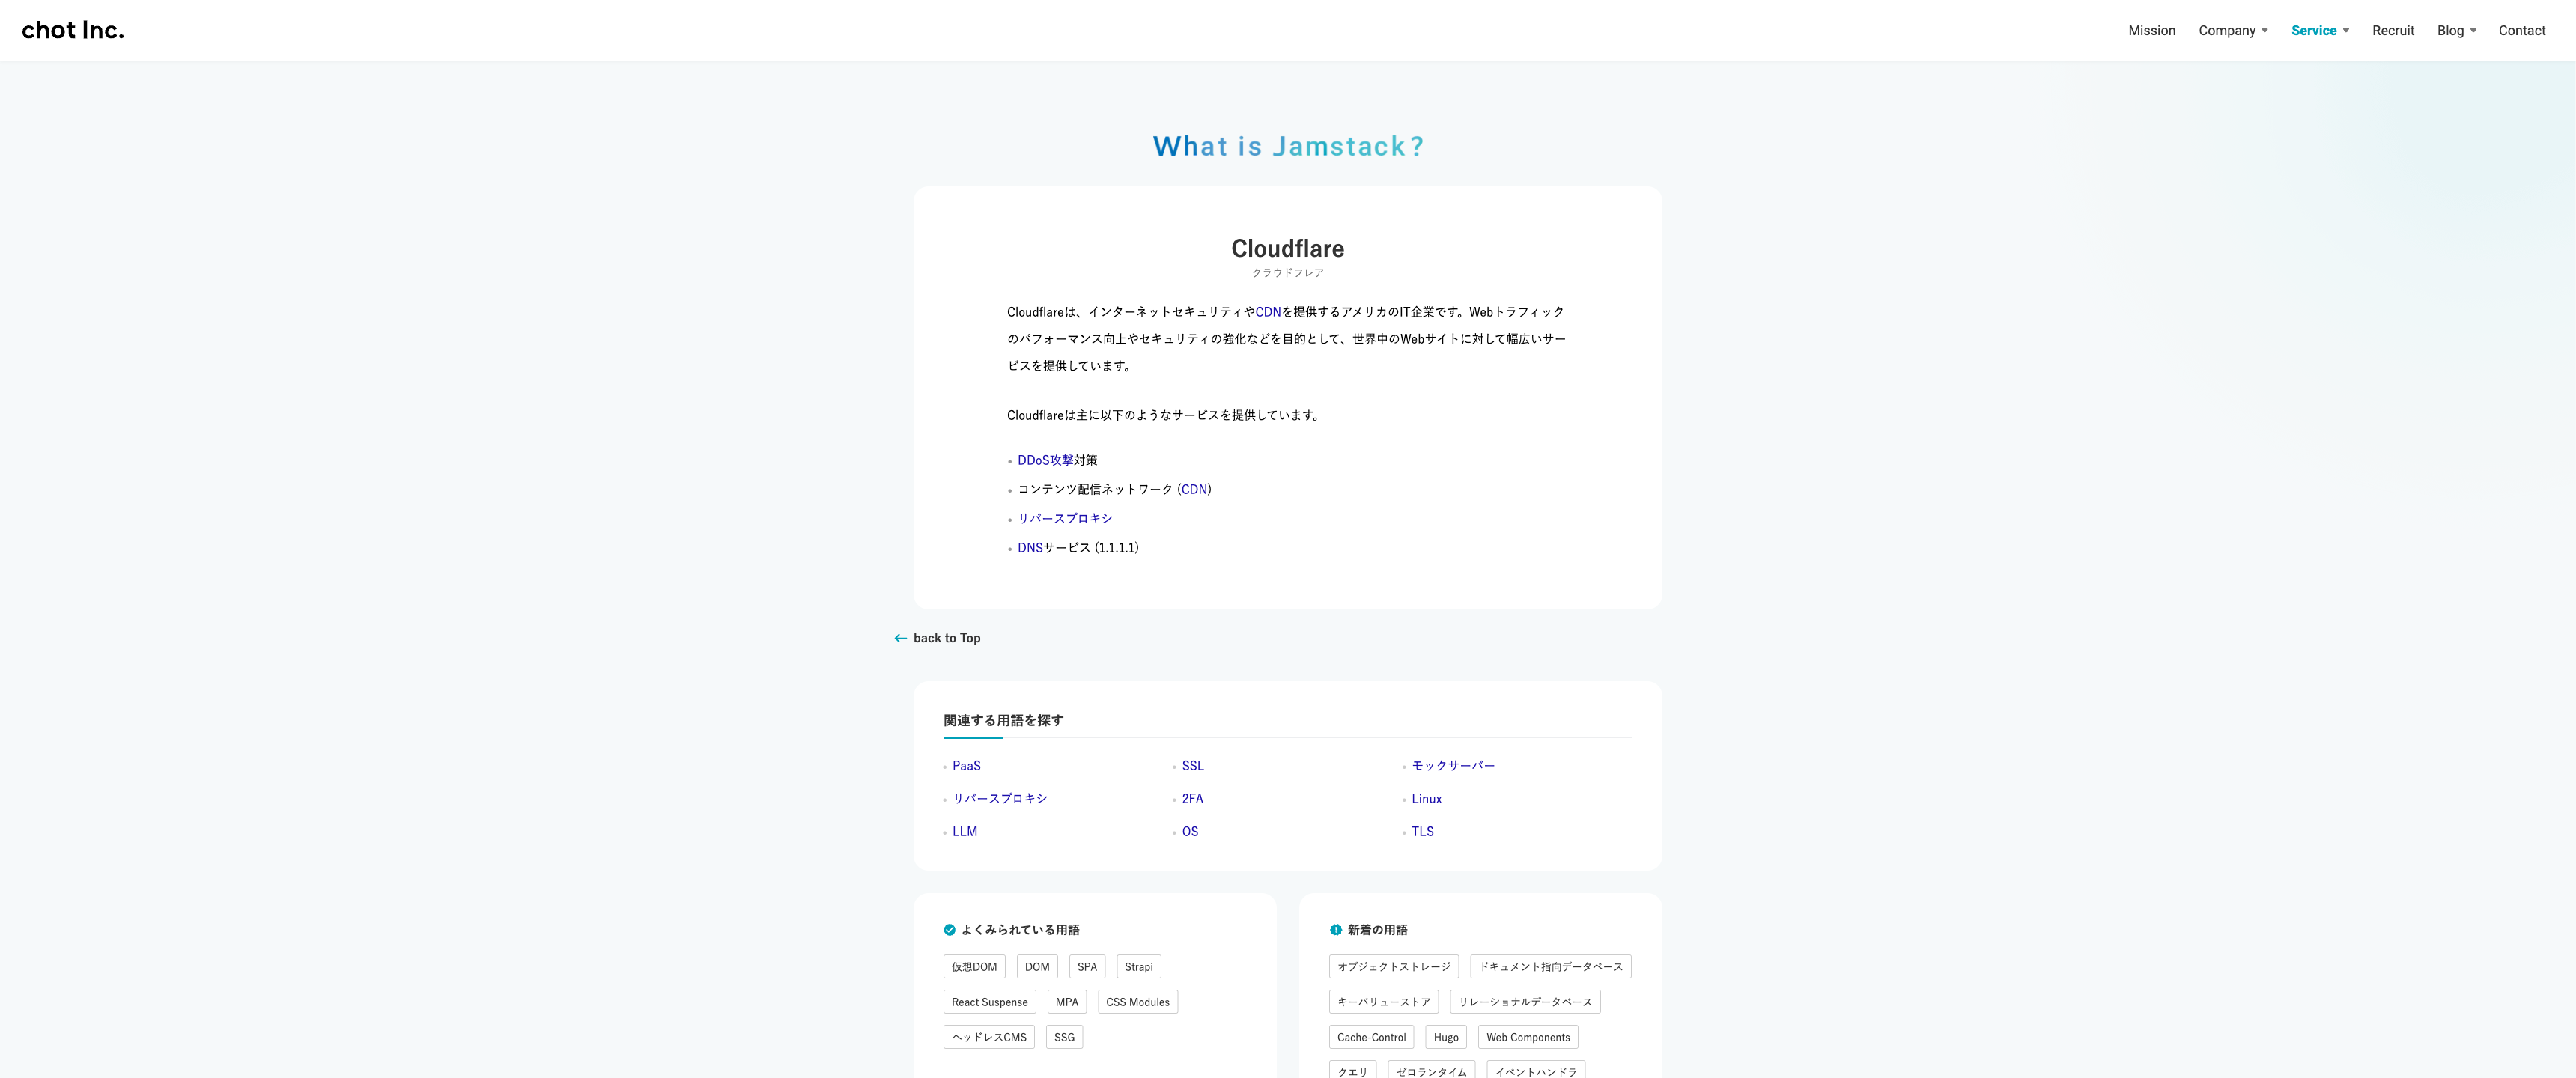 chot Inc.
Mission Company Service Recruit Blog Contact
What is Jamstack?
Cloudflare
クラウドフレア
Cloudflareは、インターネットセキュリティやCDNを提供するアメリカのIT企業です。Webトラフィック
のパフォーマンス向上やセキュリティの強化などを目的として、世界中のWebサイトに対して幅広いサー
ビスを提供しています。
Cloudflareは主に以下のようなサービスを提供しています。
DDoS攻撃対策
コンテンツ配信ネットワーク (CDN)
リバースプロキシ
DNSサービス (1.1.1.1)
back to Top
関連する用語を探す
PaaS SSL モックサーバー
リバースプロキシ 2FA Linux
LLM OS TLS
よくみられている用語
仮想DOM DOM SPA Strapi
React Suspense MPA CSS Modules
ヘッドレスCMS SSG
新着の用語
オブジェクトストレージ ドキュメント指向データベース
キーバリューストア リレーショナルデータベース
Cache-Control Hugo Web Components
クエリ ゼロランタイム イベントハンドラ